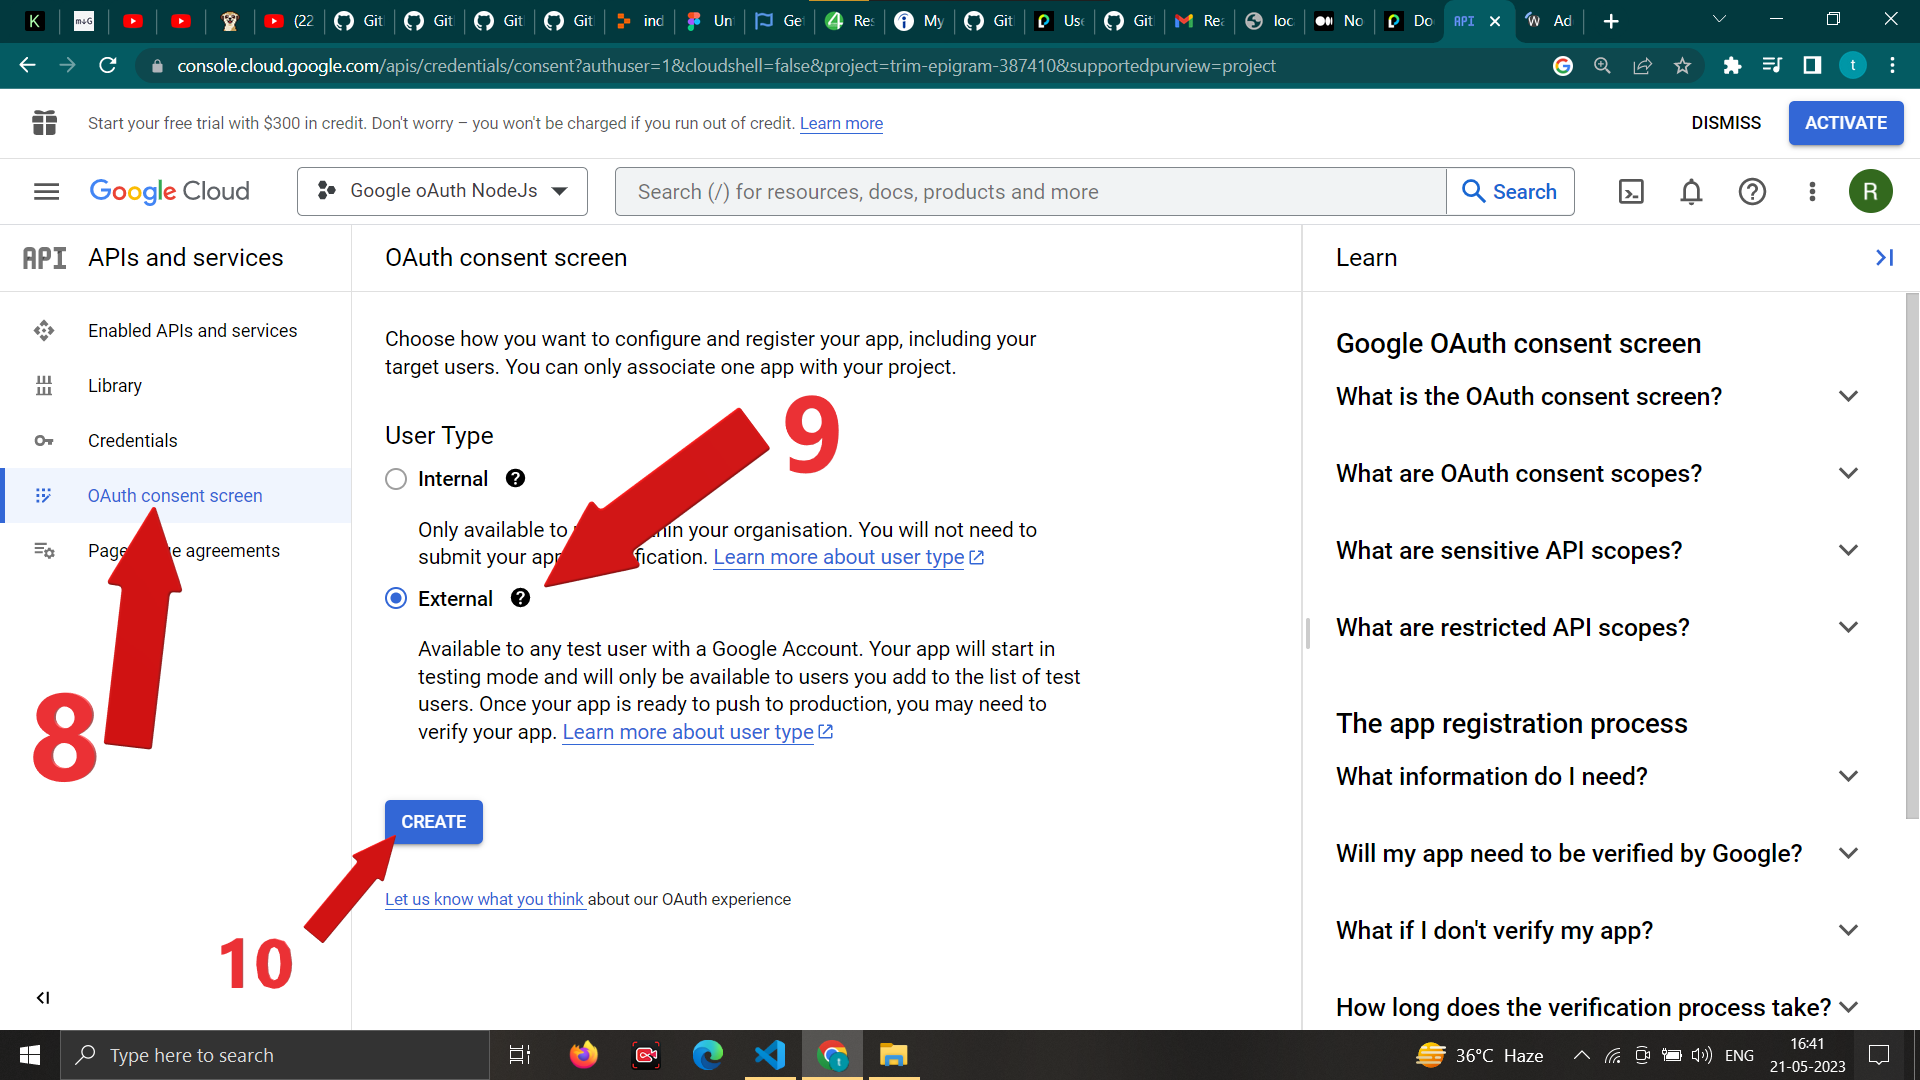 (22
Git
Git
Git
Git
ind
Unt
Get
Res
My
Git
Use
Git
Rea
loc
No
Do
API
Ad
console.cloud.google.com/apis/credentials/consent?authuser=1&cloudshell=false&project=trim-epigram-387410&supportedpurview=project
t
Start your free trial with $300 in credit. Don't worry – you won't be charged if you run out of credit. Learn more
DISMISS
ACTIVATE
Google Cloud
Google oAuth NodeJs
Search (/) for resources, docs, products and more
Search
R
API APIs and services
Enabled APIs and services
Library
Credentials
OAuth consent screen
Page agreements
8
OAuth consent screen
Choose how you want to configure and register your app, including your
target users. You can only associate one app with your project.
User Type
9
Internal
Only available to your organisation. You will not need to
submit your app Learn more about user type
External
Available to any test user with a Google Account. Your app will start in
testing mode and will only be available to users you add to the list of test
users. Once your app is ready to push to production, you may need to
verify your app. Learn more about user type
CREATE
10
Let us know what you think about our OAuth experience
Learn
Google OAuth consent screen
What is the OAuth consent screen?
What are OAuth consent scopes?
What are sensitive API scopes?
What are restricted API scopes?
The app registration process
What information do I need?
Will my app need to be verified by Google?
What if I don't verify my app?
How long does the verification process take?
Type here to search
36°C Haze
ENG
16:41
21-05-2023